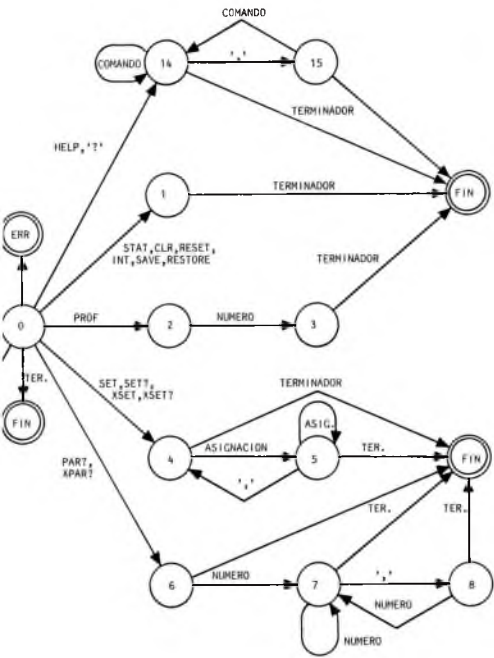 COMANDO
COMANDO
14
','
15
TERMINADOR
HELP,'?'
1
TERMINADOR
FIN
ERR
STAT,CLR,RESET,
INT,SAVE,RESTORE
TERMINADOR
0
PROF
2
NUMERO
3
TER.
SET,SET?,
XSET,XSET?
TERMINADOR
FIN
ASIG.
4
ASIGNACION
5
TER.
FIN
','
PAR?,
XPAR?
TER.
TER.
6
NUMERO
7
','
8
NUMERO
NUMERO